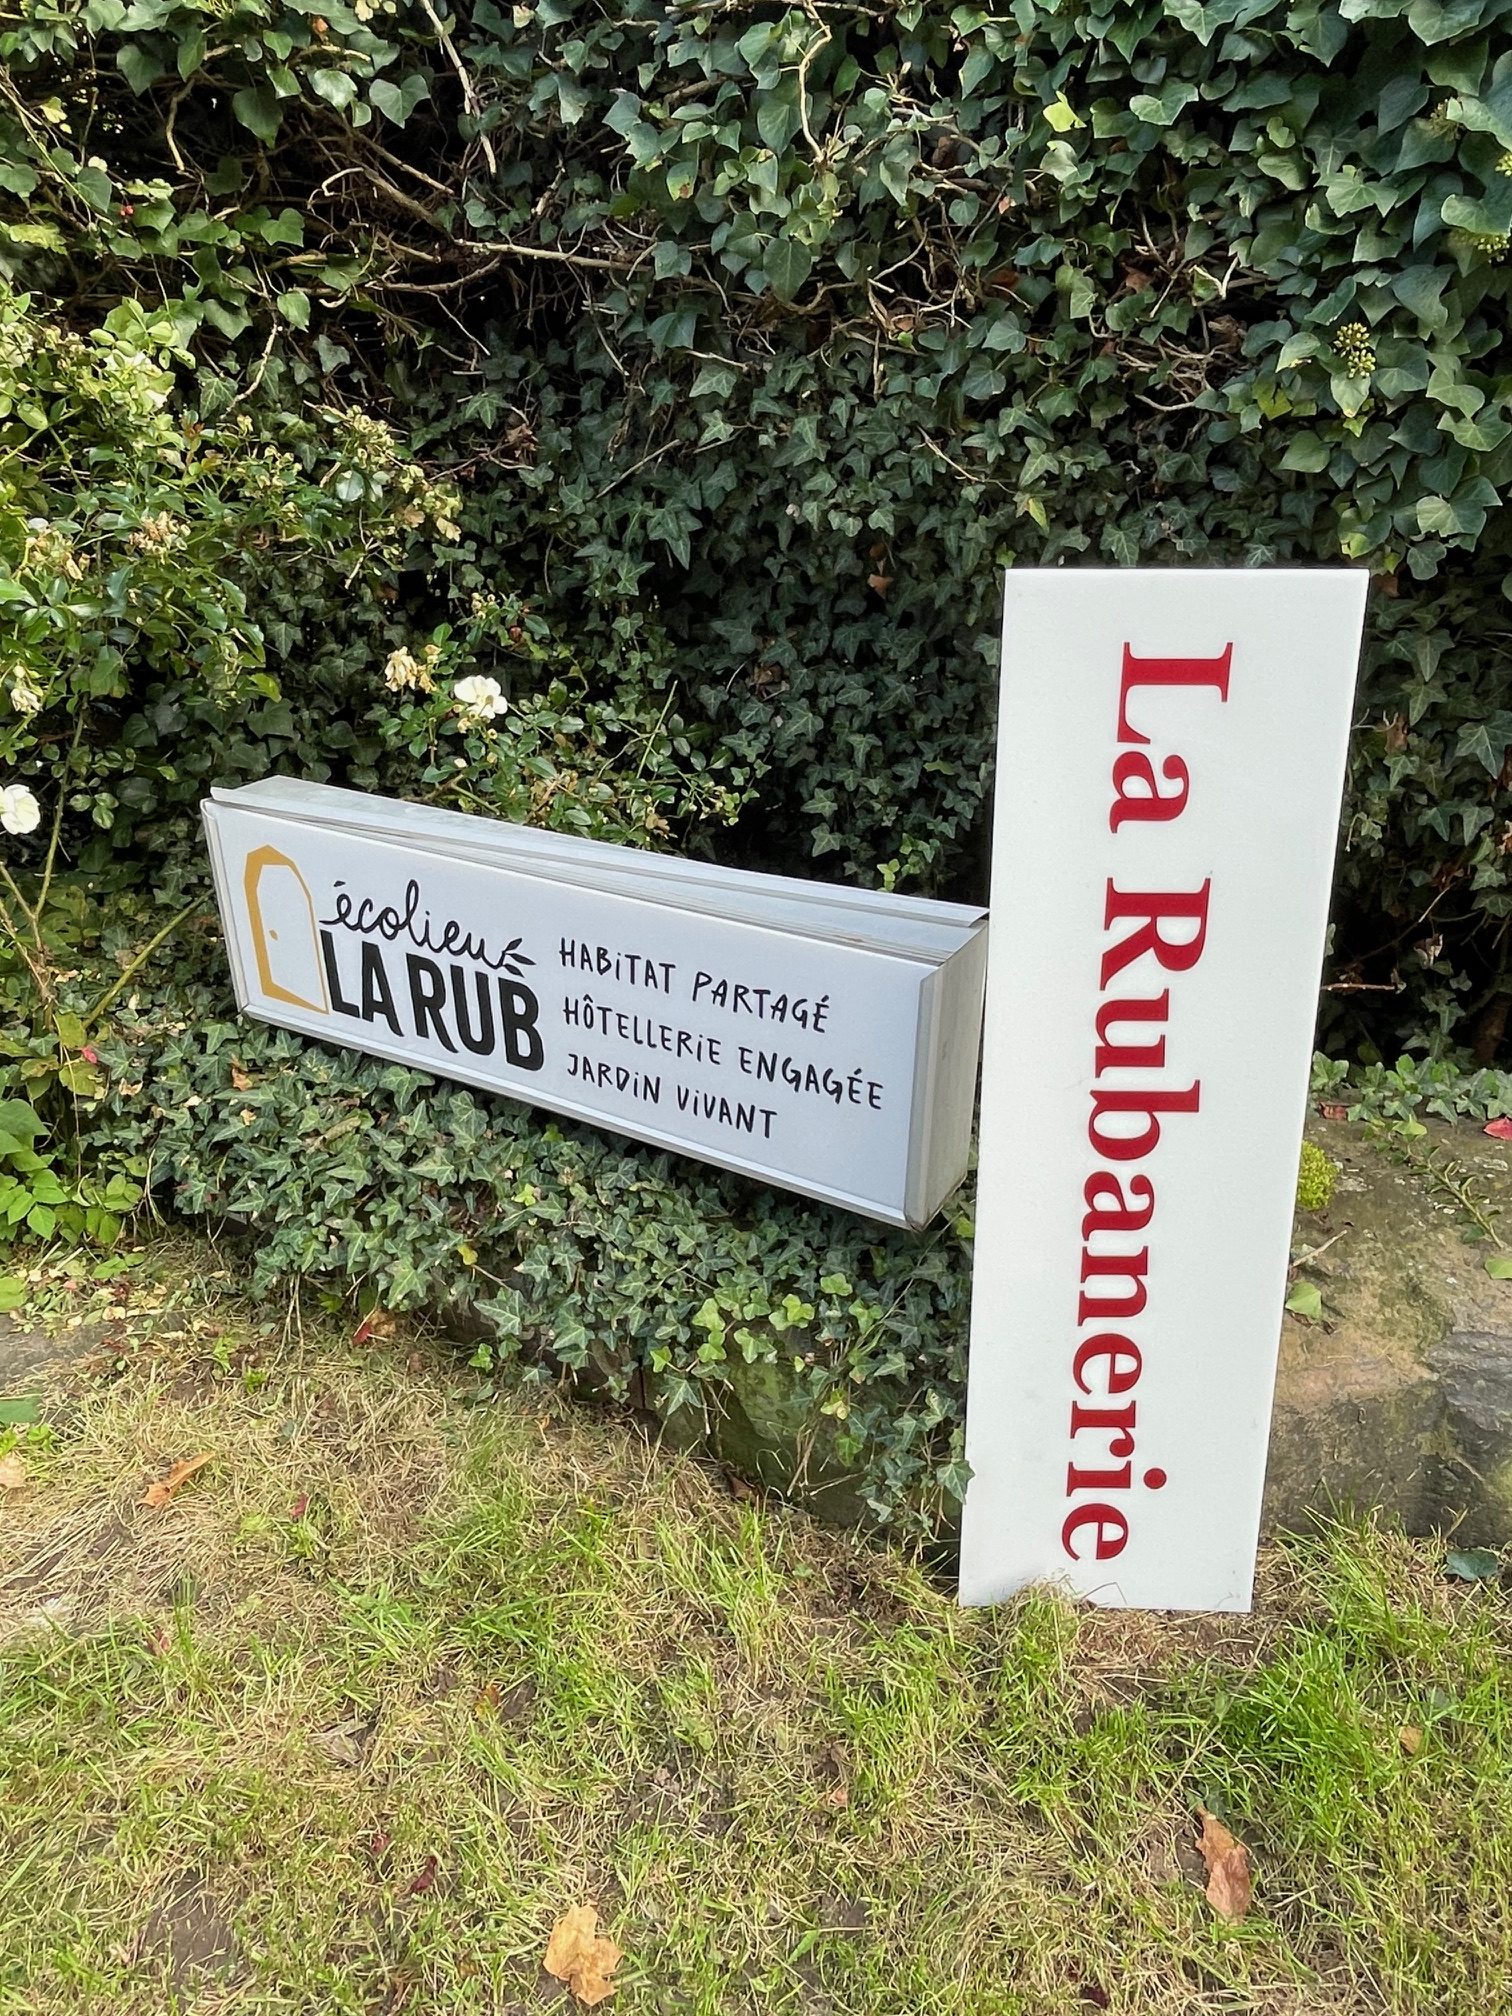 écolieu
LA RUB
HABiTAT PARTAGÉ
HÔTELLERiE ENGAGÉE
JARDiN ViVANT
La Rubanerie